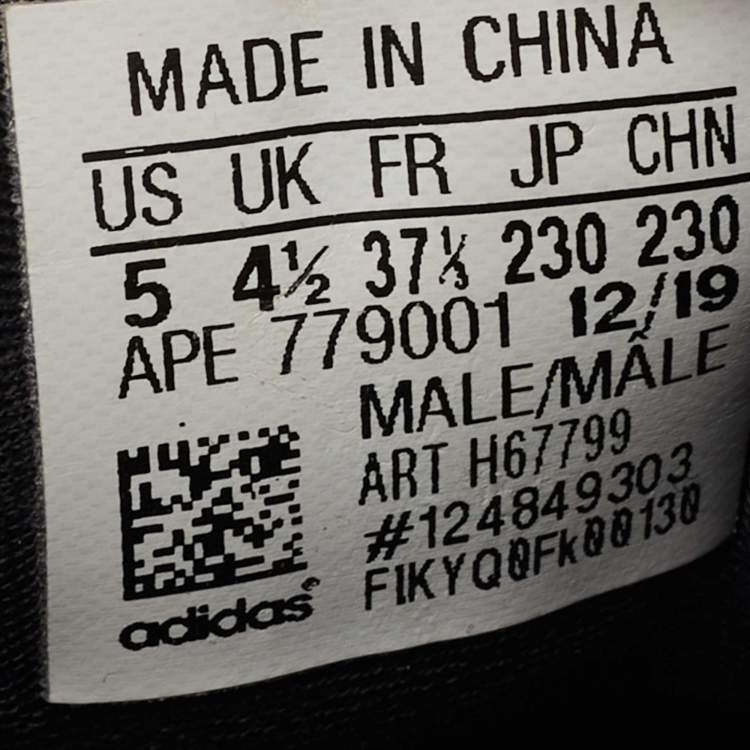 MADE IN CHINA
US UK FR JP CHN
5 4½ 37⅓ 230 230
APE 779001 12/19
MALE/MÂLE
ART H67799
#124849303
FIKYQ0Fk00130
adidas®